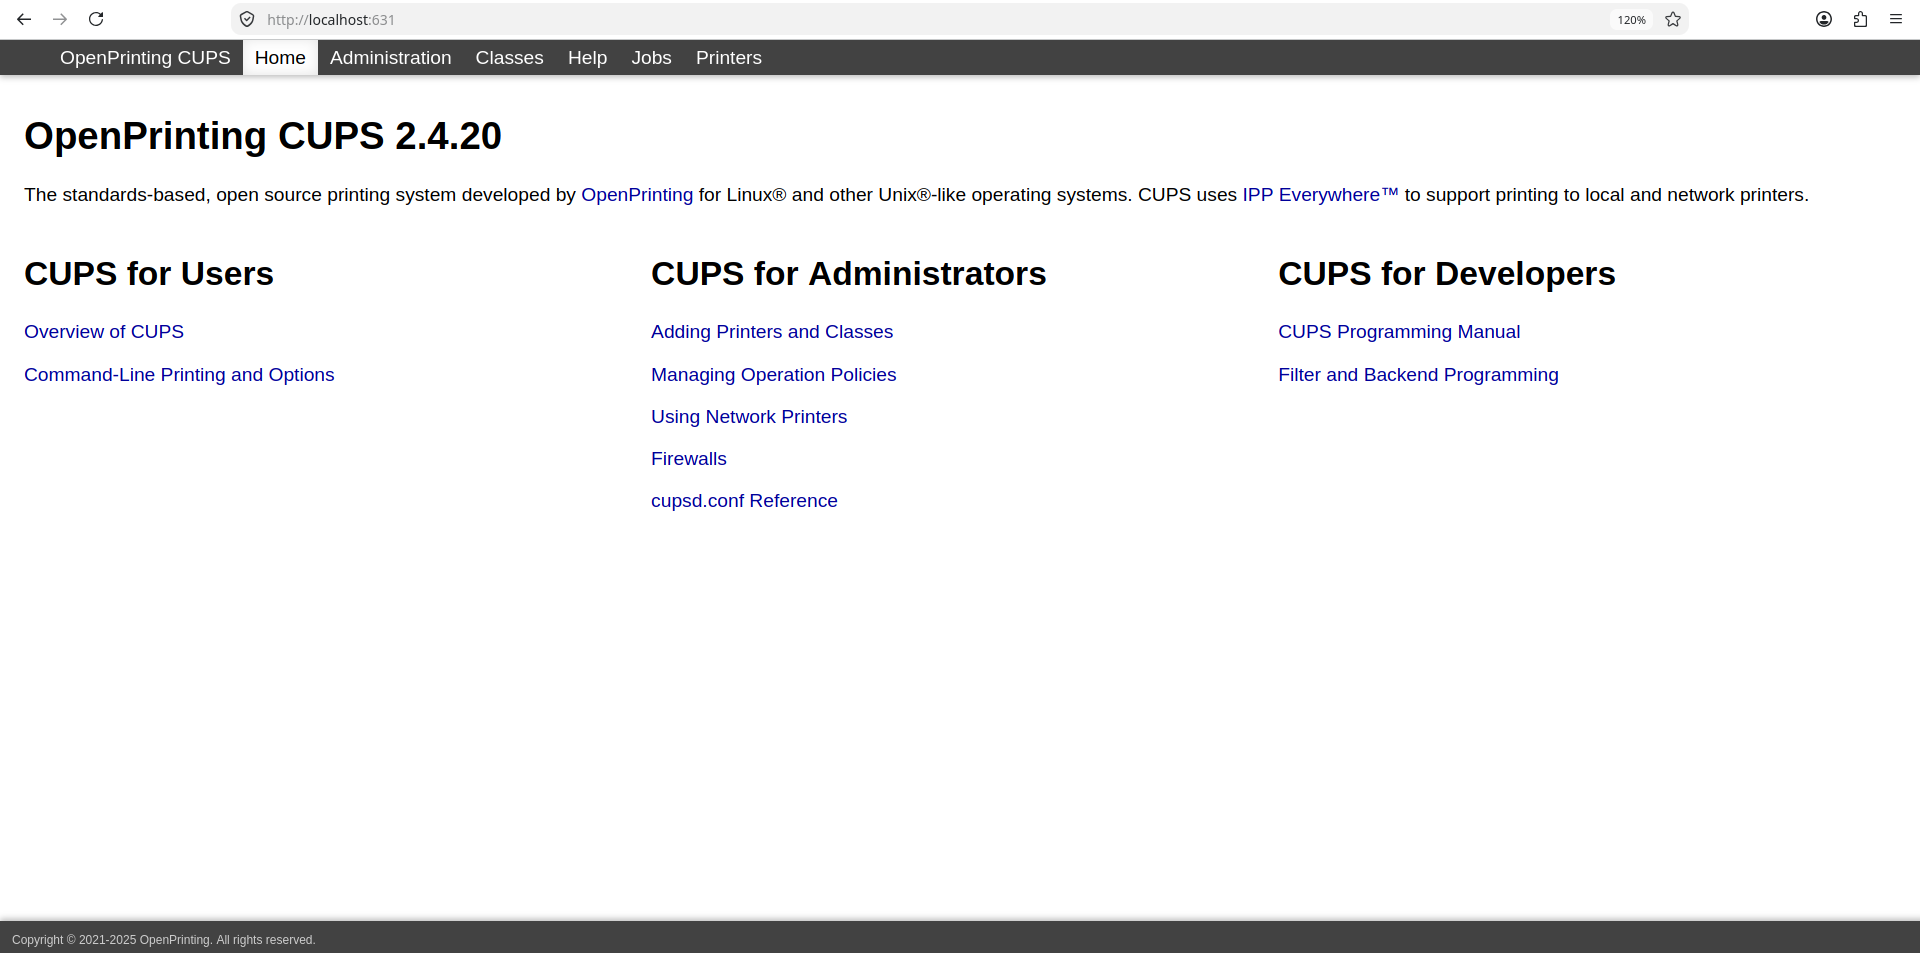 http://localhost:631
120%
OpenPrinting CUPS Home Administration Classes Help Jobs Printers
OpenPrinting CUPS 2.4.20
The standards-based, open source printing system developed by OpenPrinting for Linux® and other Unix®-like operating systems. CUPS uses IPP Everywhere™ to support printing to local and network printers.
CUPS for Users
Overview of CUPS
Command-Line Printing and Options
CUPS for Administrators
Adding Printers and Classes
Managing Operation Policies
Using Network Printers
Firewalls
cupsd.conf Reference
CUPS for Developers
CUPS Programming Manual
Filter and Backend Programming
Copyright © 2021-2025 OpenPrinting. All rights reserved.